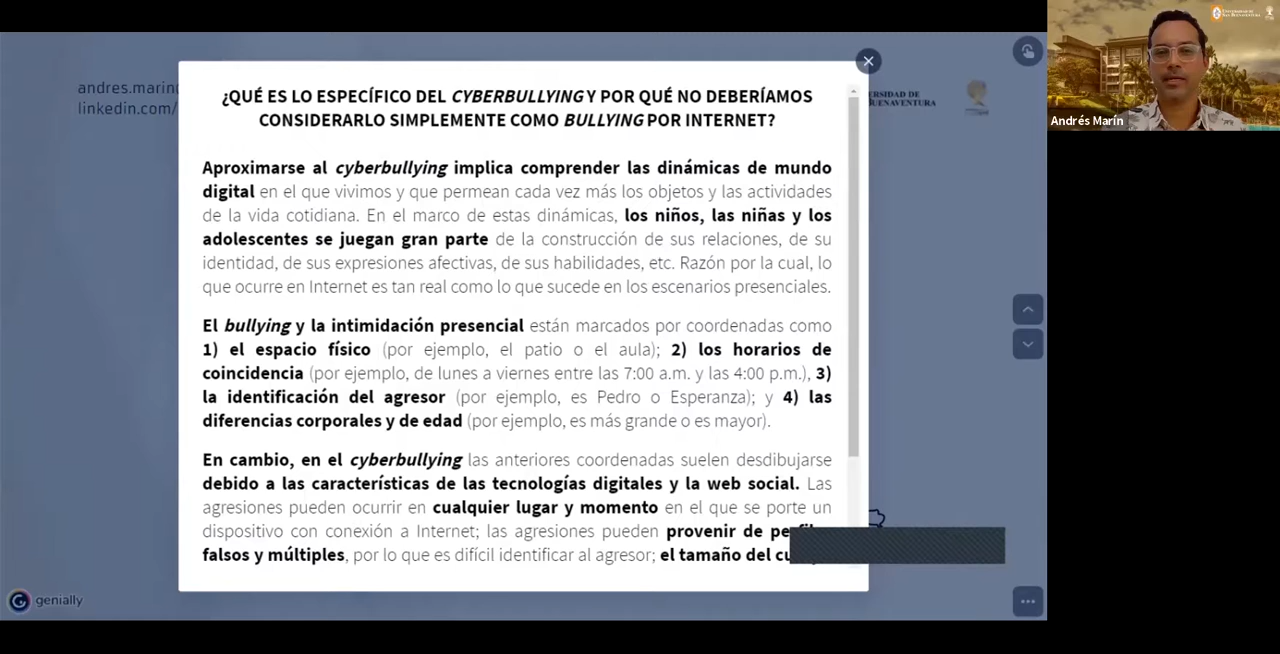 andres.marin
linkedin.com/
¿QUÉ ES LO ESPECÍFICO DEL CYBERBULLYING Y POR QUÉ NO DEBERÍAMOS
CONSIDERARLO SIMPLEMENTE COMO BULLYING POR INTERNET?
Aproximarse al cyberbullying implica comprender las dinámicas de mundo
digital en el que vivimos y que permean cada vez más los objetos y las actividades
de la vida cotidiana. En el marco de estas dinámicas, los niños, las niñas y los
adolescentes se juegan gran parte de la construcción de sus relaciones, de su
identidad, de sus expresiones afectivas, de sus habilidades, etc. Razón por la cual, lo
que ocurre en Internet es tan real como lo que sucede en los escenarios presenciales.
El bullying y la intimidación presencial están marcados por coordenadas como
1) el espacio físico (por ejemplo, el patio o el aula); 2) los horarios de
coincidencia (por ejemplo, de lunes a viernes entre las 7:00 a.m. y las 4:00 p.m.), 3)
la identificación del agresor (por ejemplo, es Pedro o Esperanza); y 4) las
diferencias corporales y de edad (por ejemplo, es más grande o es mayor).
En cambio, en el cyberbullying las anteriores coordenadas suelen desdibujarse
debido a las características de las tecnologías digitales y la web social. Las
agresiones pueden ocurrir en cualquier lugar y momento en el que se porte un
dispositivo con conexión a Internet; las agresiones pueden provenir de
falsos y múltiples, por lo que es difícil identificar al agresor; el tamaño del
genially
UNIVERSIDAD DE
SAN BUENAVENTURA
Andrés Marín